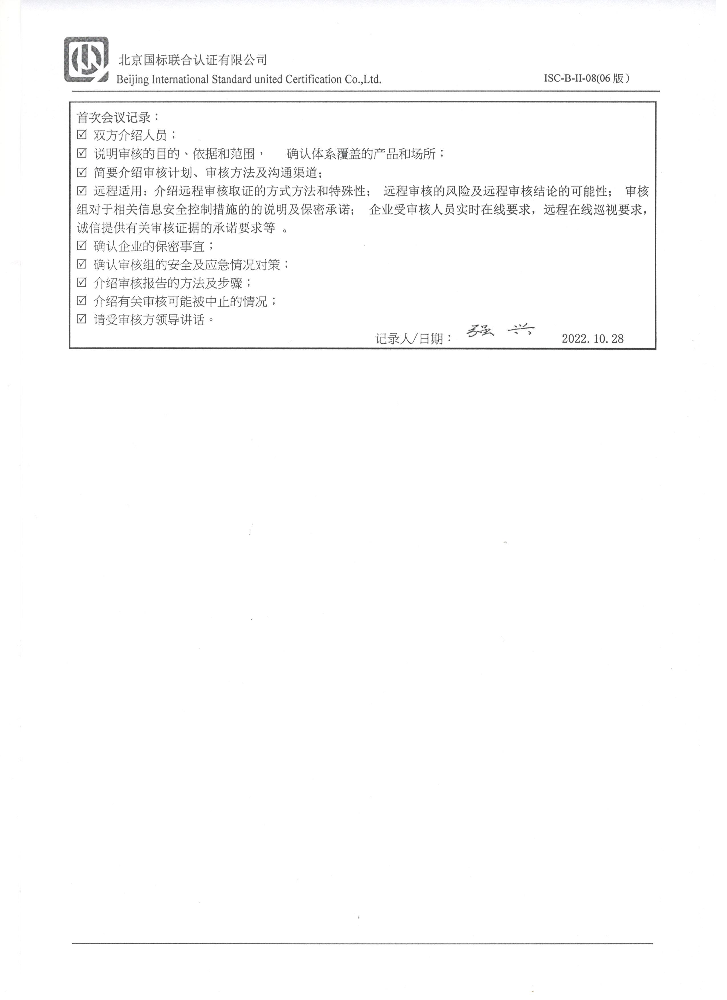 北京国标联合认证有限公司
Beijing International Standard united Certification Co.,Ltd.
ISC-B-II-08(06版）
首次会议记录：
☑ 双方介绍人员；
☑ 说明审核的目的、依据和范围， 确认体系覆盖的产品和场所；
☑ 简要介绍审核计划、审核方法及沟通渠道；
☑ 远程适用：介绍远程审核取证的方式方法和特殊性； 远程审核的风险及远程审核结论的可能性； 审核
组对于相关信息安全控制措施的的说明及保密承诺； 企业受审核人员实时在线要求，远程在线巡视要求，
诚信提供有关审核证据的承诺要求等 。
☑ 确认企业的保密事宜；
☑ 确认审核组的安全及应急情况对策；
☑ 介绍审核报告的方法及步骤；
☑ 介绍有关审核可能被中止的情况；
☑ 请受审核方领导讲话。
记录人/日期： 强 兴 2022.10.28